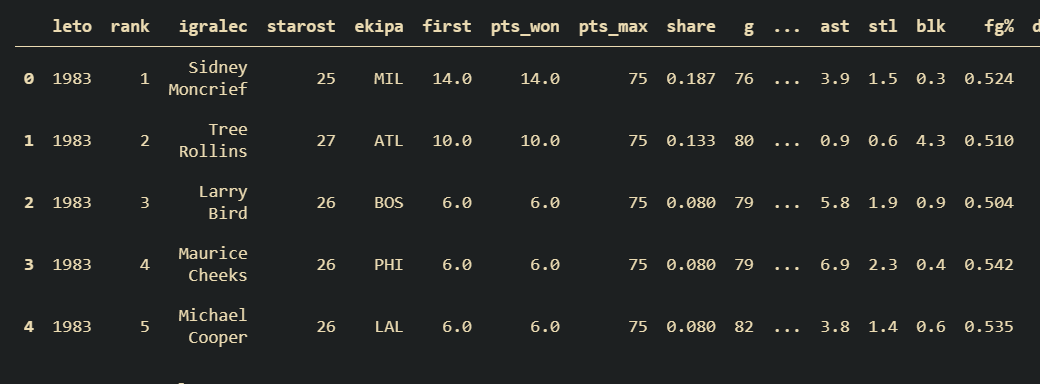 leto rank igralec starost ekipa first pts_won pts_max share g ... ast stl blk fg%
0 1983 1 Sidney Moncrief 25 MIL 14.0 14.0 75 0.187 76 ... 3.9 1.5 0.3 0.524
1 1983 2 Tree Rollins 27 ATL 10.0 10.0 75 0.133 80 ... 0.9 0.6 4.3 0.510
2 1983 3 Larry Bird 26 BOS 6.0 6.0 75 0.080 79 ... 5.8 1.9 0.9 0.504
3 1983 4 Maurice Cheeks 26 PHI 6.0 6.0 75 0.080 79 ... 6.9 2.3 0.4 0.542
4 1983 5 Michael Cooper 26 LAL 6.0 6.0 75 0.080 82 ... 3.8 1.4 0.6 0.535